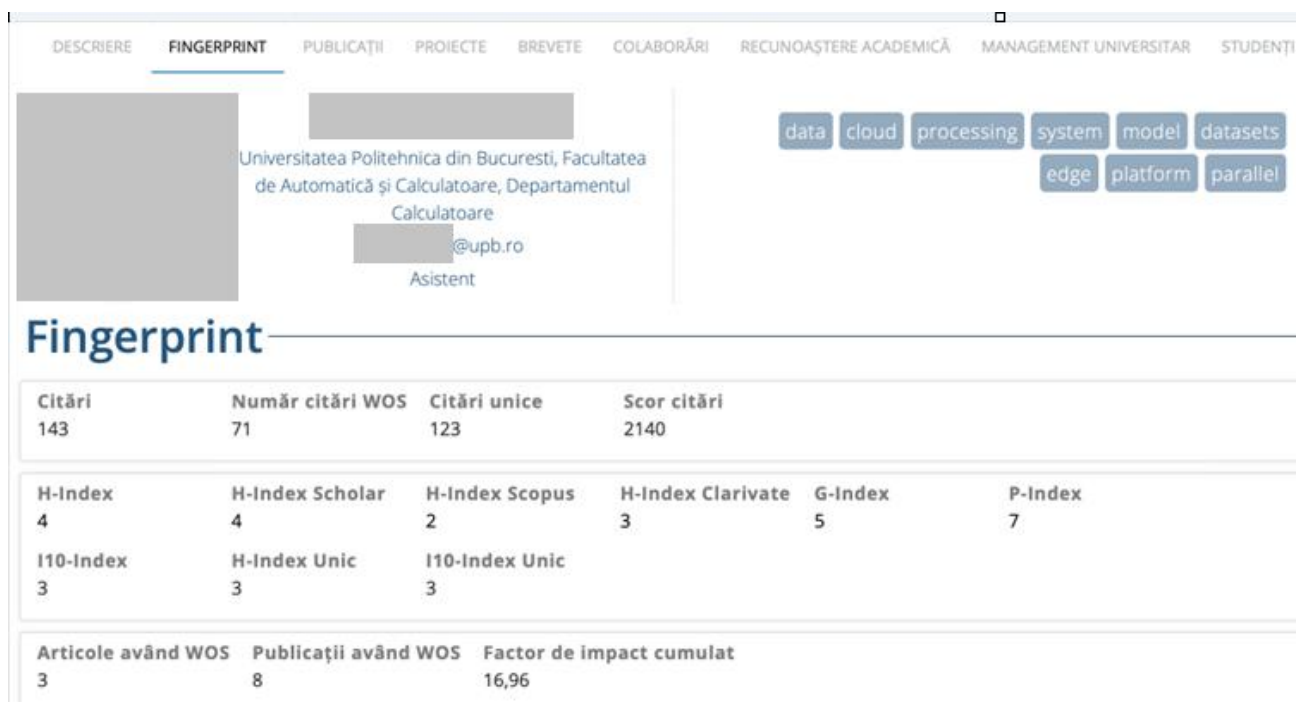 DESCRIERE FINGERPRINT PUBLICAȚII PROIECTE BREVETE COLABORĂRI RECUNOAȘTERE ACADEMICĂ MANAGEMENT UNIVERSITAR STUDENȚI
Universitatea Politehnica din Bucuresti, Facultatea
de Automatică și Calculatoare, Departamentul
Calculatoare
@upb.ro
Asistent
data cloud processing system model datasets
edge platform parallel
Fingerprint
Citări Număr citări WOS Citări unice Scor citări
143 71 123 2140
H-Index H-Index Scholar H-Index Scopus H-Index Clarivate G-Index P-Index
4 4 2 3 5 7
I10-Index H-Index Unic I10-Index Unic
3 3 3
Articole având WOS Publicații având WOS Factor de impact cumulat
3 8 16,96